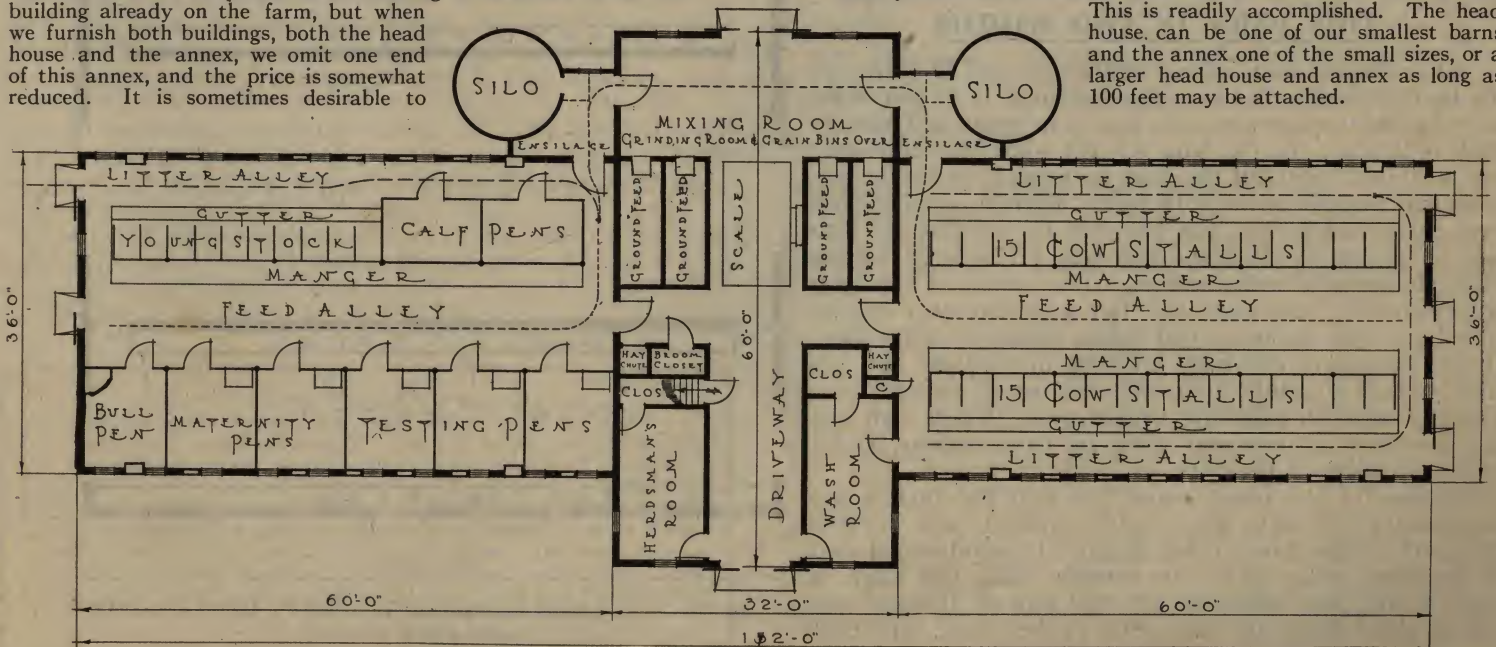 building already on the farm, but when
we furnish both buildings, both the head
house and the annex, we omit one end
of this annex, and the price is somewhat
reduced. It is sometimes desirable to
This is readily accomplished. The head
house can be one of our smallest barns
and the annex one of the small sizes, or a
larger head house and annex as long as
100 feet may be attached.
SILO
SILO
MIXING ROOM
GRINDING ROOM & GRAIN BINS OVER
ENSILAGE
ENSILAGE
LITTER ALLEY
GUTTER
YOUNG STOCK
CALF PENS
MANGER
FEED ALLEY
BULL
PEN
MATERNITY
PENS
TESTING PENS
GROUND FEED
GROUND FEED
SCALE
GROUND FEED
GROUND FEED
HAY
CHUTE
BROOM
CLOSET
CLOS
HERDSMAN'S
ROOM
60'-0"
DRIVEWAY
CLO'S
HAY
CHUTE
C
WASH
ROOM
LITTER ALLEY
GUTTER
15 COW STALLS
MANGER
FEED ALLEY
MANGER
15 COW STALLS
GUTTER
LITTER ALLEY
36'-0"
36'-0"
60'-0"
32'-0"
60'-0"
152'-0"